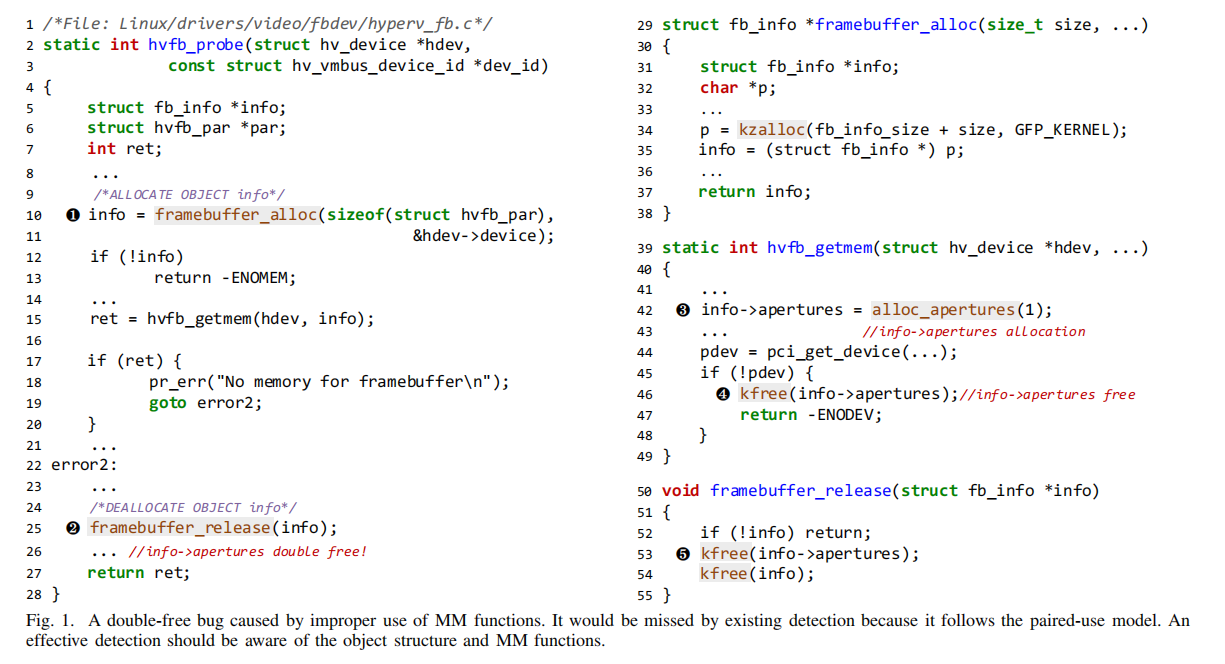 1 /*File: Linux/drivers/video/fbdev/hyperv_fb.c*/
2 static int hvfb_probe(struct hv_device *hdev,
3 const struct hv_vmbus_device_id *dev_id)
4 {
5 struct fb_info *info;
6 struct hvfb_par *par;
7 int ret;
8 ...
9 /*ALLOCATE OBJECT info*/
10 ❶ info = framebuffer_alloc(sizeof(struct hvfb_par),
11 &hdev->device);
12 if (!info)
13 return -ENOMEM;
14 ...
15 ret = hvfb_getmem(hdev, info);
16
17 if (ret) {
18 pr_err("No memory for framebuffer\n");
19 goto error2;
20 }
21 ...
22 error2:
23 ...
24 /*DEALLOCATE OBJECT info*/
25 ❷ framebuffer_release(info);
26 ... //info->apertures double free!
27 return ret;
28 }
29 struct fb_info *framebuffer_alloc(size_t size, ...)
30 {
31 struct fb_info *info;
32 char *p;
33 ...
34 p = kzalloc(fb_info_size + size, GFP_KERNEL);
35 info = (struct fb_info *) p;
36 ...
37 return info;
38 }
39 static int hvfb_getmem(struct hv_device *hdev, ...)
40 {
41 ...
42 ❸ info->apertures = alloc_apertures(1);
43 ... //info->apertures allocation
44 pdev = pci_get_device(...);
45 if (!pdev) {
46 ❹ kfree(info->apertures);//info->apertures free
47 return -ENODEV;
48 }
49 }
50 void framebuffer_release(struct fb_info *info)
51 {
52 if (!info) return;
53 ❺ kfree(info->apertures);
54 kfree(info);
55 }
Fig. 1. A double-free bug caused by improper use of MM functions. It would be missed by existing detection because it follows the paired-use model. An
effective detection should be aware of the object structure and MM functions.